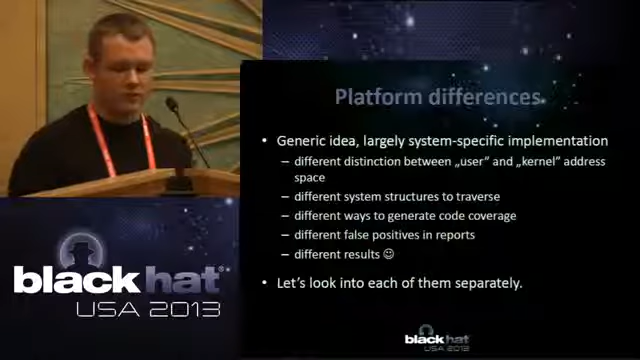 Platform differences
• Generic idea, largely system-specific implementation
– different distinction between „user" and „kernel" address
space
– different system structures to traverse
– different ways to generate code coverage
– different false positives in reports
– different results ☺
• Let's look into each of them separately.
black hat®
USA 2013
black hat
USA 2013